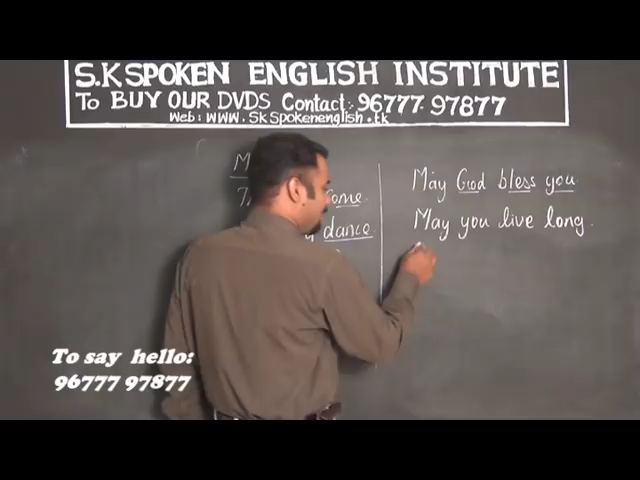 S.K SPOKEN ENGLISH INSTITUTE
To BUY OUR DVDS Contact:- 96777 97877
Web: WWW.SkSpokenenglish.tk
dance
May God bless you
May you live long.
To say hello:
96777 97877